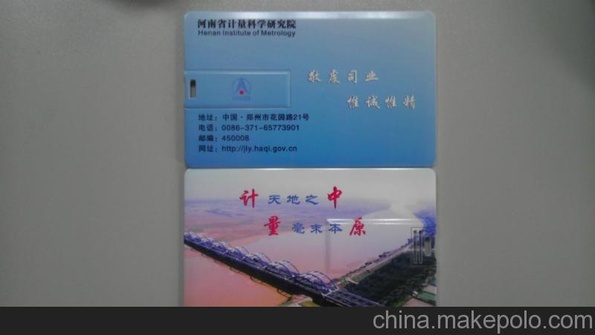 河南省计量科学研究院
Henan Institute of Metrology
敬虔司业
惟诚惟精
地址：中国·郑州市花园路21号
电话：0086-371-65773901
邮编：450008
网址：http://jly.haqi.gov.cn
计 天地之 中
量 毫末本 原
china.makepolo.com